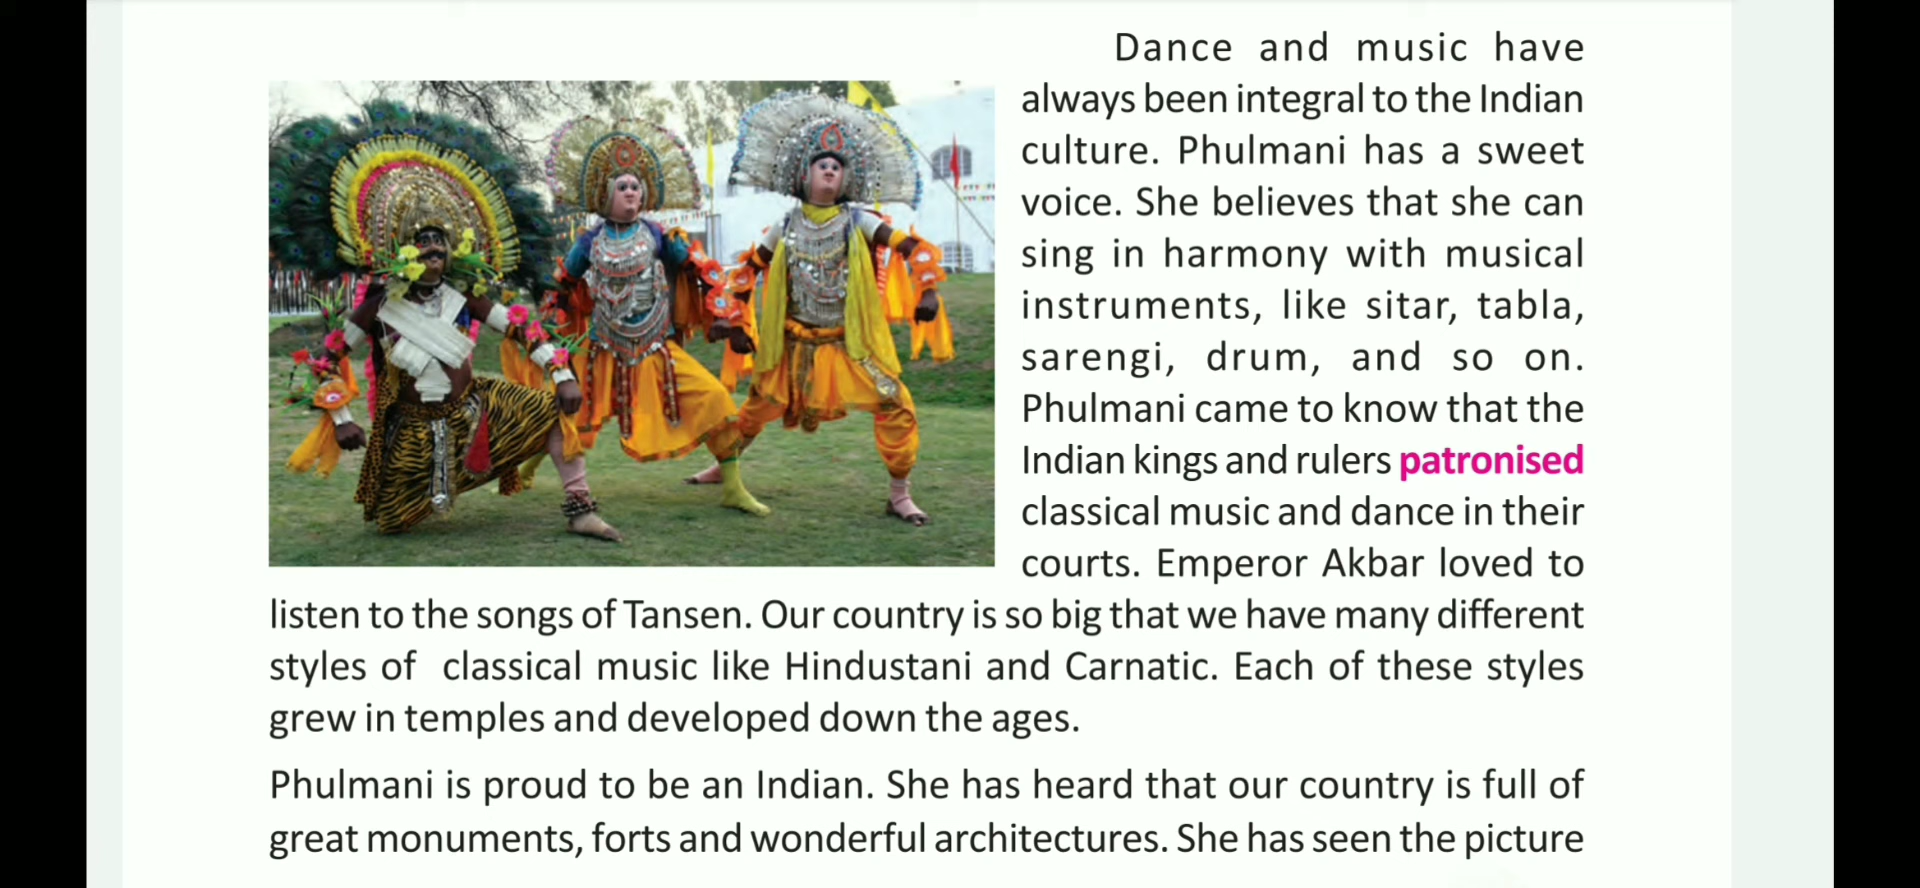 Dance and music have
always been integral to the Indian
culture. Phulmani has a sweet
voice. She believes that she can
sing in harmony with musical
instruments, like sitar, tabla,
sarengi, drum, and so on.
Phulmani came to know that the
Indian kings and rulers patronised
classical music and dance in their
courts. Emperor Akbar loved to
listen to the songs of Tansen. Our country is so big that we have many different
styles of classical music like Hindustani and Carnatic. Each of these styles
grew in temples and developed down the ages.
Phulmani is proud to be an Indian. She has heard that our country is full of
great monuments, forts and wonderful architectures. She has seen the picture